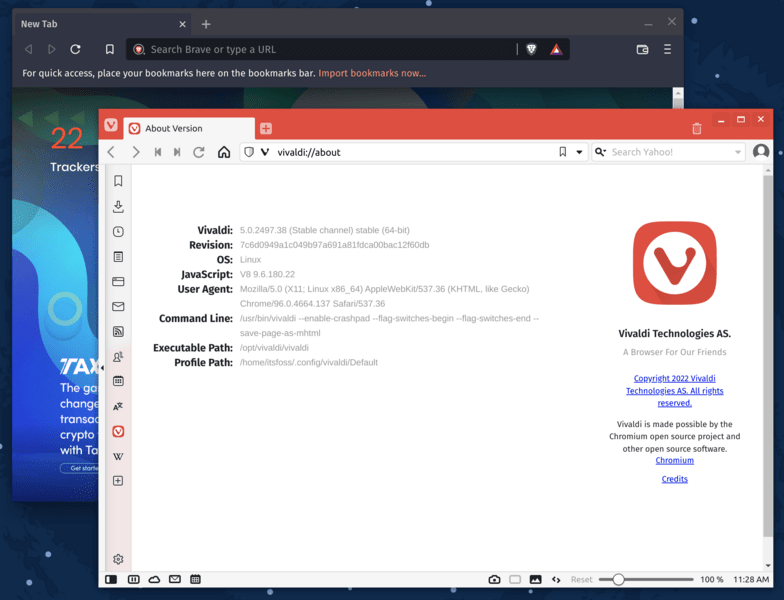 New Tab
Search Brave or type a URL
For quick access, place your bookmarks here on the bookmarks bar. Import bookmarks now...
22
Trackers
TAX
The ga
change
transac
crypto
with Ta
Get starte
About Version
vivaldi://about
Search Yahoo!
Vivaldi: 5.0.2497.38 (Stable channel) stable (64-bit)
Revision: 7c6d0949a1c049b97a691a81fdca00bac12f60db
OS: Linux
JavaScript: V8 9.6.180.22
User Agent: Mozilla/5.0 (X11; Linux x86_64) AppleWebKit/537.36 (KHTML, like Gecko)
Chrome/96.0.4664.137 Safari/537.36
Command Line: /usr/bin/vivaldi --enable-crashpad --flag-switches-begin --flag-switches-end --
save-page-as-mhtml
Executable Path: /opt/vivaldi/vivaldi
Profile Path: /home/itsfoss/.config/vivaldi/Default
Vivaldi Technologies AS.
A Browser For Our Friends
Copyright 2022 Vivaldi
Technologies AS. All rights
reserved.
Vivaldi is made possible by the
Chromium open source project and
other open source software.
Chromium
Credits
Reset
100 %
11:28 AM